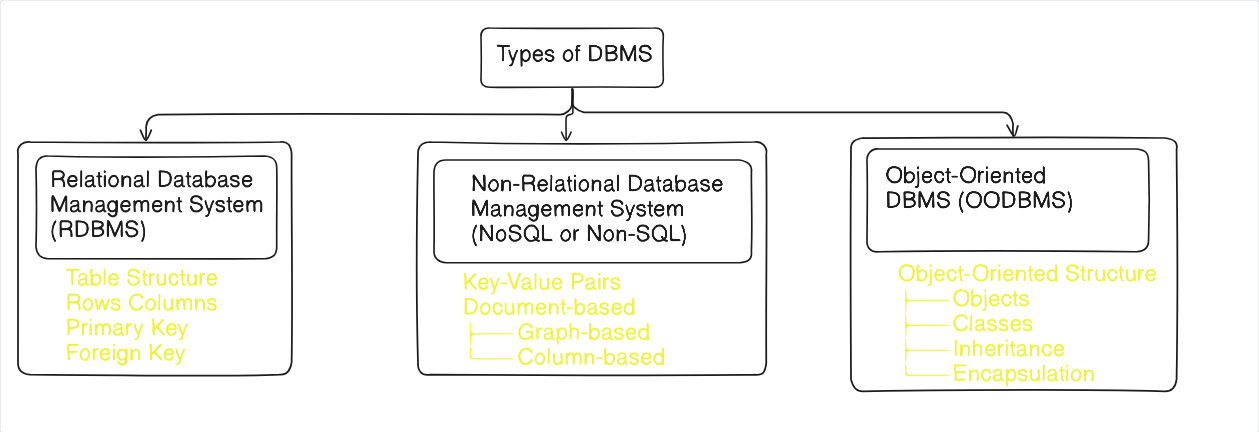 Types of DBMS
Relational Database
Management System
(RDBMS)
Table Structure
Rows Columns
Primary Key
Foreign Key
Non-Relational Database
Management System
(NoSQL or Non-SQL)
Key-Value Pairs
Document-based
Graph-based
Column-based
Object-Oriented
DBMS (OODBMS)
Object-Oriented Structure
Objects
Classes
Inheritance
Encapsulation